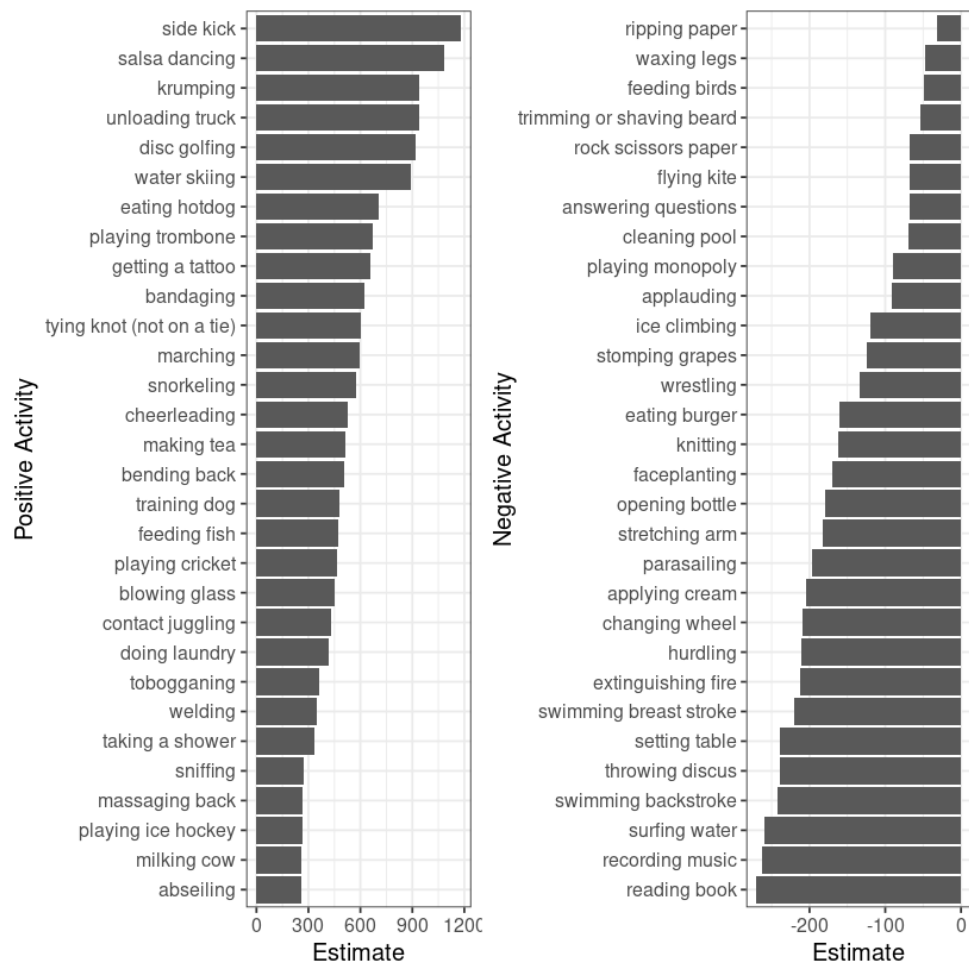 side kick
salsa dancing
krumping
unloading truck
disc golfing
water skiing
eating hotdog
playing trombone
getting a tattoo
bandaging
tying knot (not on a tie)
marching
snorkeling
cheerleading
making tea
bending back
training dog
feeding fish
playing cricket
blowing glass
contact juggling
doing laundry
tobogganing
welding
taking a shower
sniffing
massaging back
playing ice hockey
milking cow
abseiling
Positive Activity
0 300 600 900 1200
Estimate
ripping paper
waxing legs
feeding birds
trimming or shaving beard
rock scissors paper
flying kite
answering questions
cleaning pool
playing monopoly
applauding
ice climbing
stomping grapes
wrestling
eating burger
knitting
faceplanting
opening bottle
stretching arm
parasailing
applying cream
changing wheel
hurdling
extinguishing fire
swimming breast stroke
setting table
throwing discus
swimming backstroke
surfing water
recording music
reading book
Negative Activity
-200 -100 0
Estimate